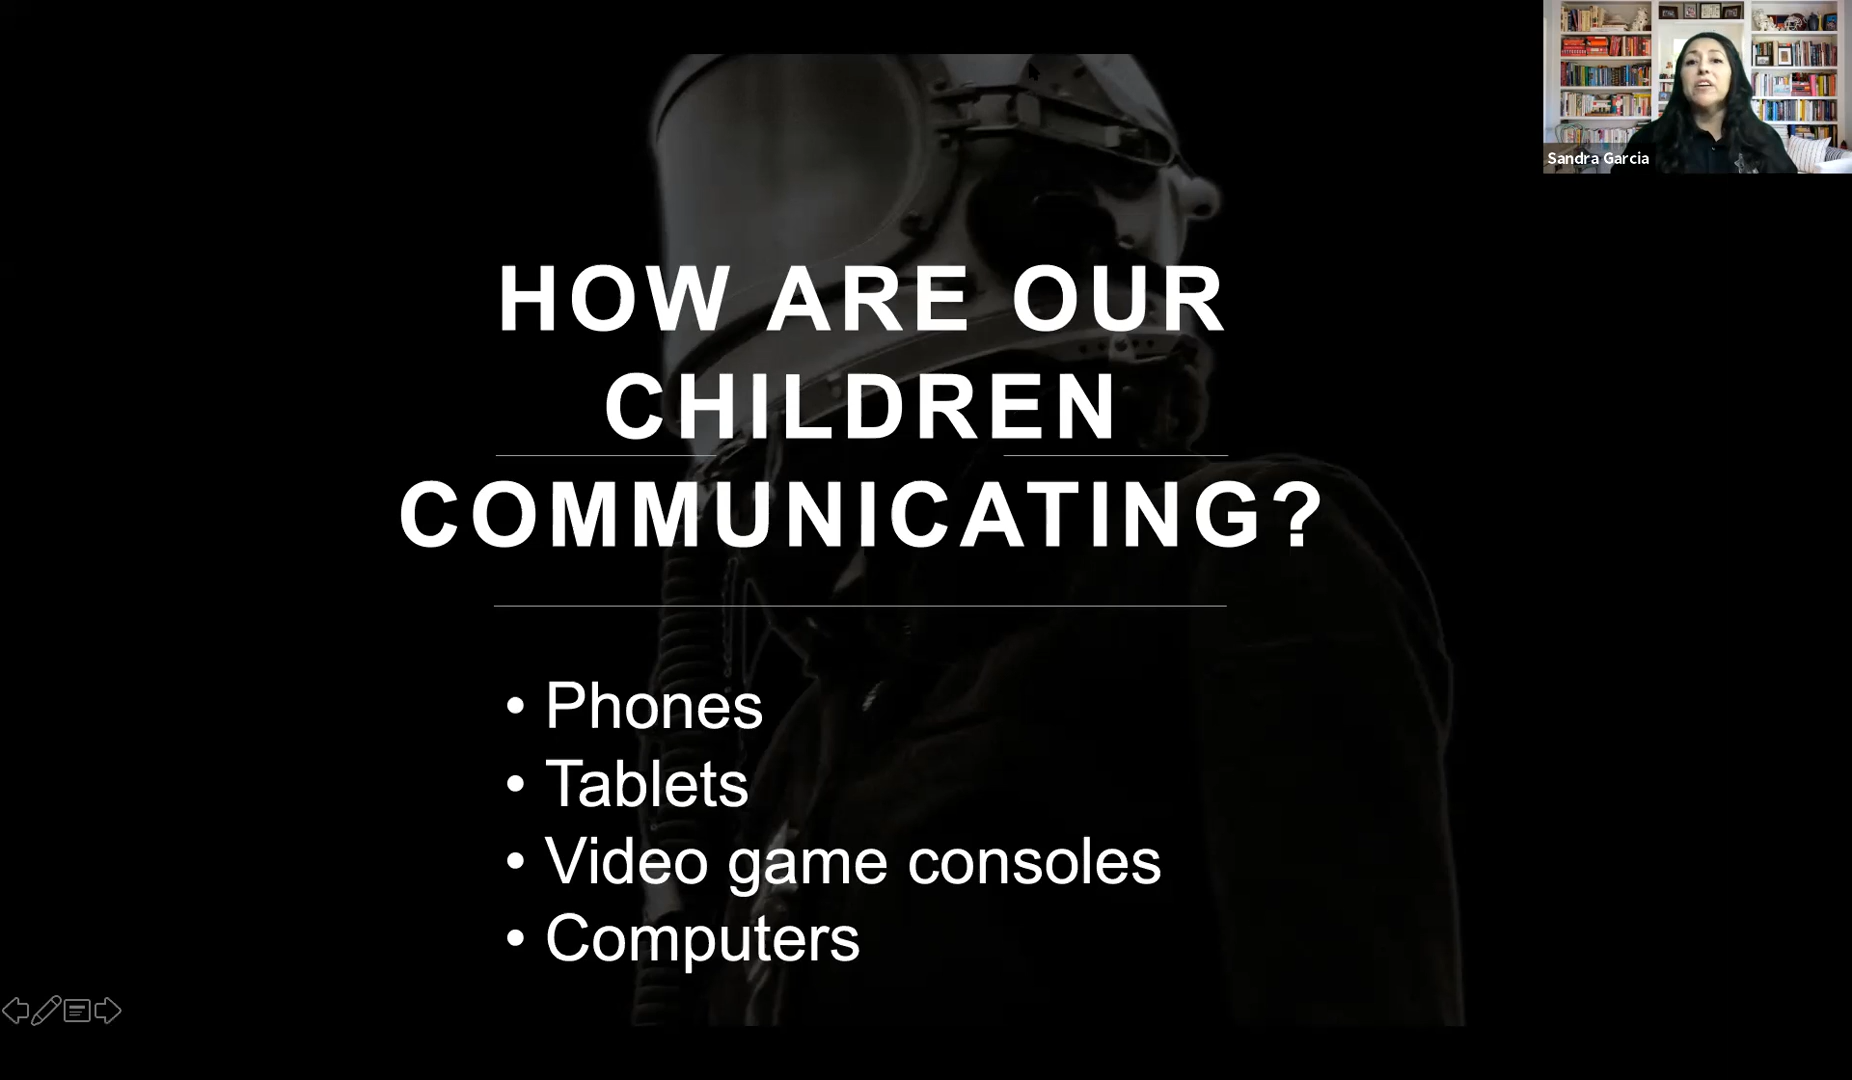 Sandra Garcia
HOW ARE OUR
CHILDREN
COMMUNICATING?
• Phones
• Tablets
• Video game consoles
• Computers